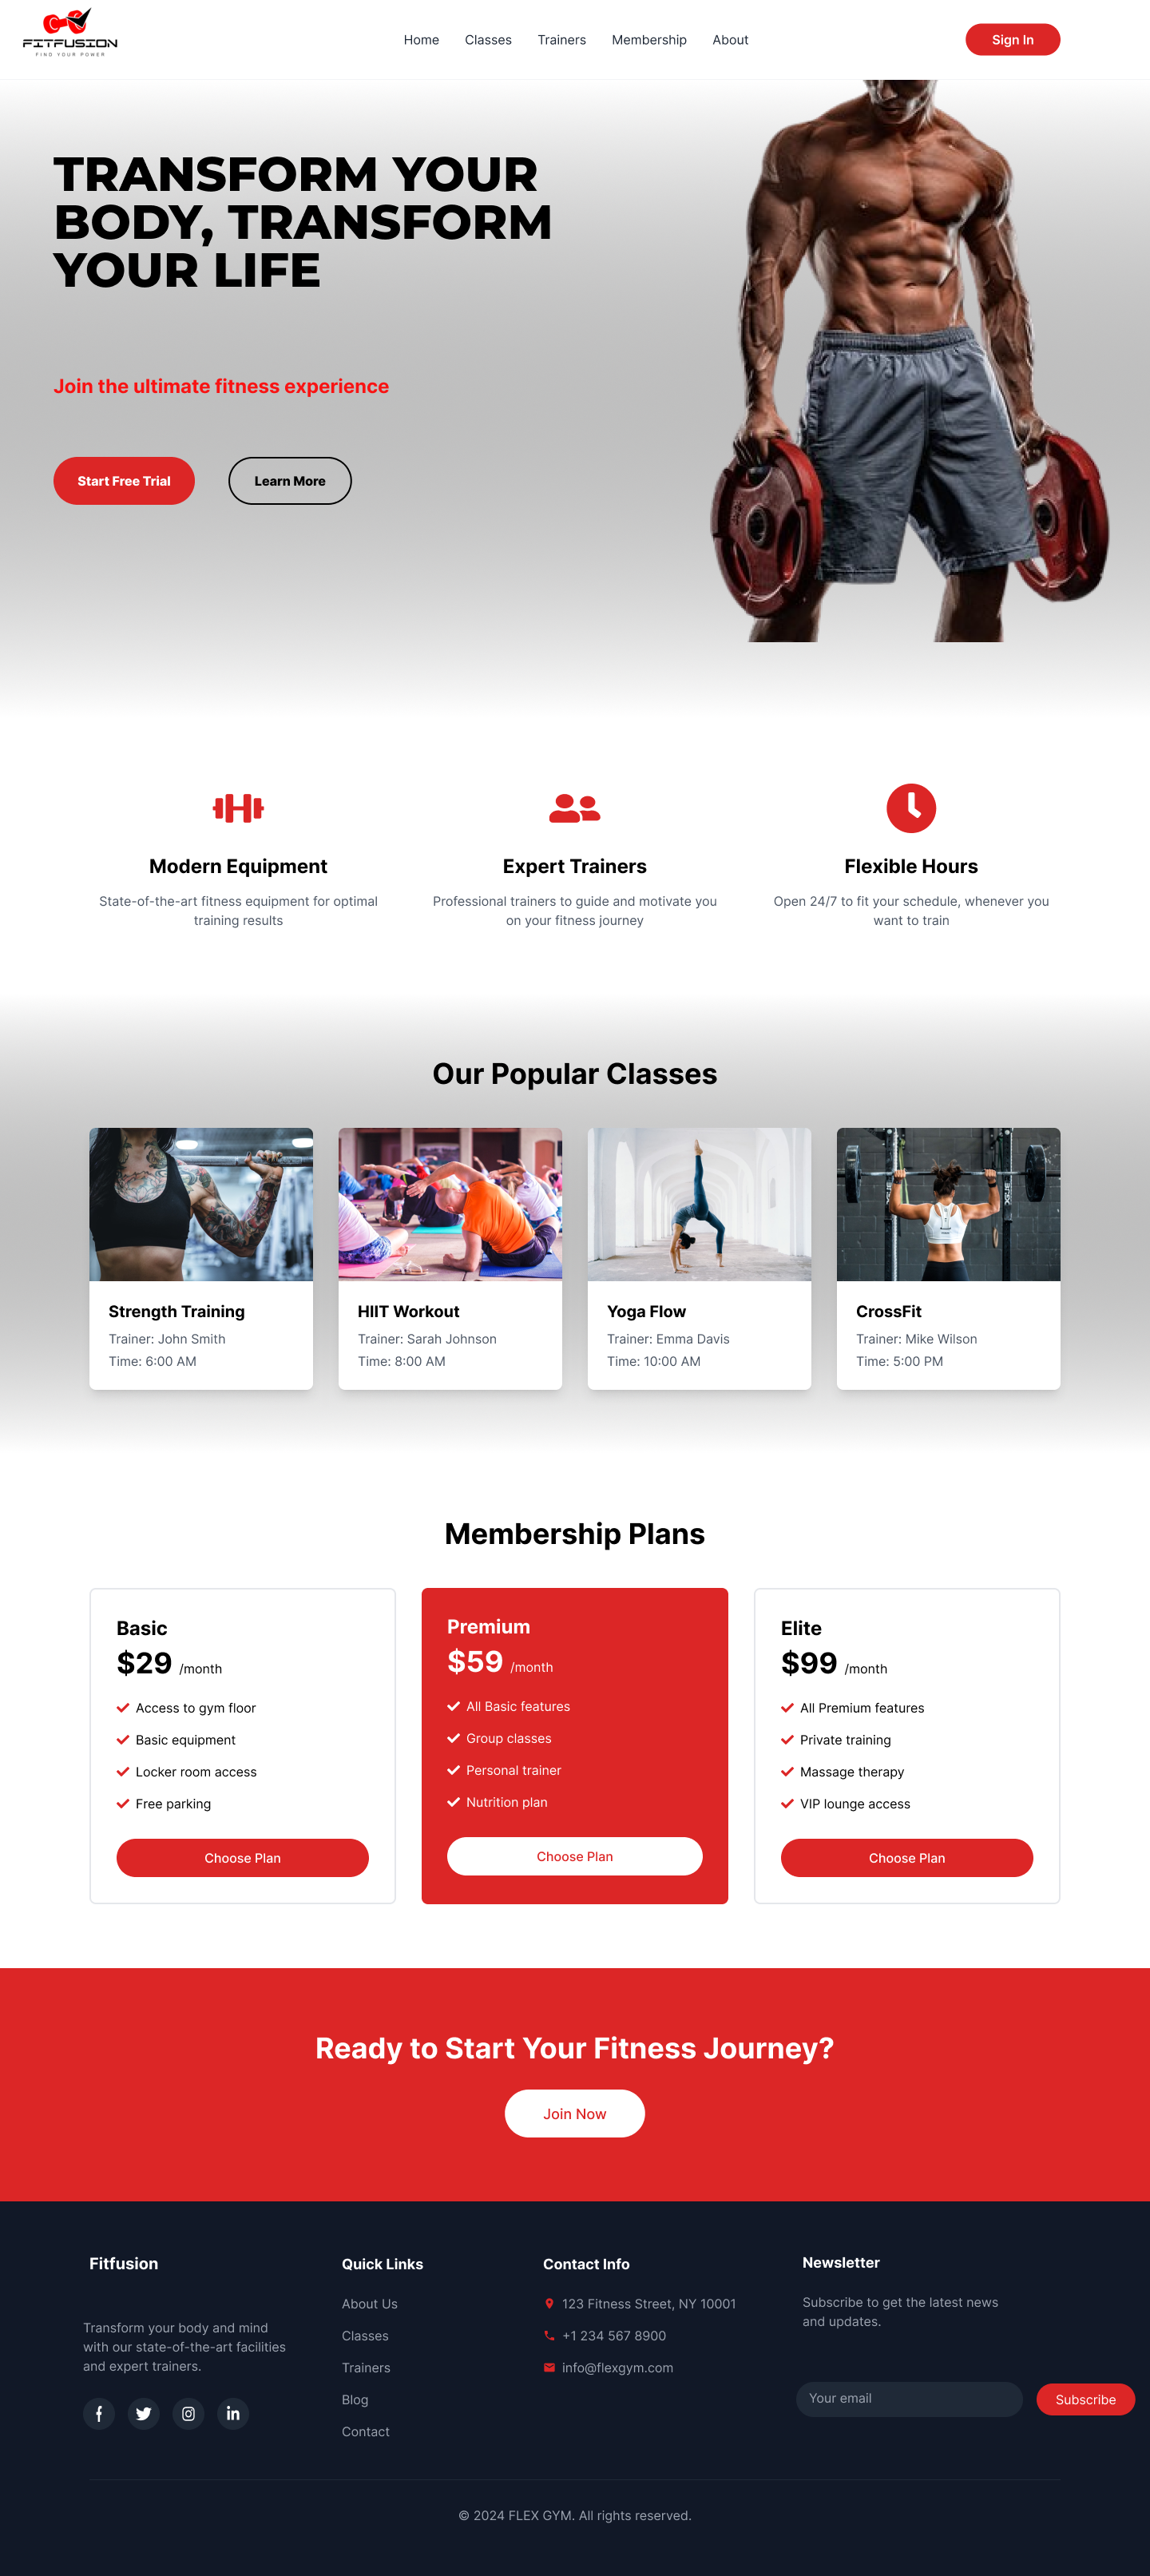 FITFUSION
FIND YOUR POWER
Home
Classes
Trainers
Membership
About
Sign In
TRANSFORM YOUR
BODY, TRANSFORM
YOUR LIFE
Join the ultimate fitness experience
Start Free Trial
Learn More
Modern Equipment
State-of-the-art fitness equipment for optimal
training results
Expert Trainers
Professional trainers to guide and motivate you
on your fitness journey
Flexible Hours
Open 24/7 to fit your schedule, whenever you
want to train
Our Popular Classes
Strength Training
Trainer: John Smith
Time: 6:00 AM
HIIT Workout
Trainer: Sarah Johnson
Time: 8:00 AM
Yoga Flow
Trainer: Emma Davis
Time: 10:00 AM
CrossFit
Trainer: Mike Wilson
Time: 5:00 PM
Membership Plans
Basic
$29 /month
Access to gym floor
Basic equipment
Locker room access
Free parking
Choose Plan
Premium
$59 /month
All Basic features
Group classes
Personal trainer
Nutrition plan
Choose Plan
Elite
$99 /month
All Premium features
Private training
Massage therapy
VIP lounge access
Choose Plan
Ready to Start Your Fitness Journey?
Join Now
Fitfusion
Transform your body and mind
with our state-of-the-art facilities
and expert trainers.
Quick Links
About Us
Classes
Trainers
Blog
Contact
Contact Info
123 Fitness Street, NY 10001
+1 234 567 8900
info@flexgym.com
Newsletter
Subscribe to get the latest news
and updates.
Your email
Subscribe
© 2024 FLEX GYM. All rights reserved.